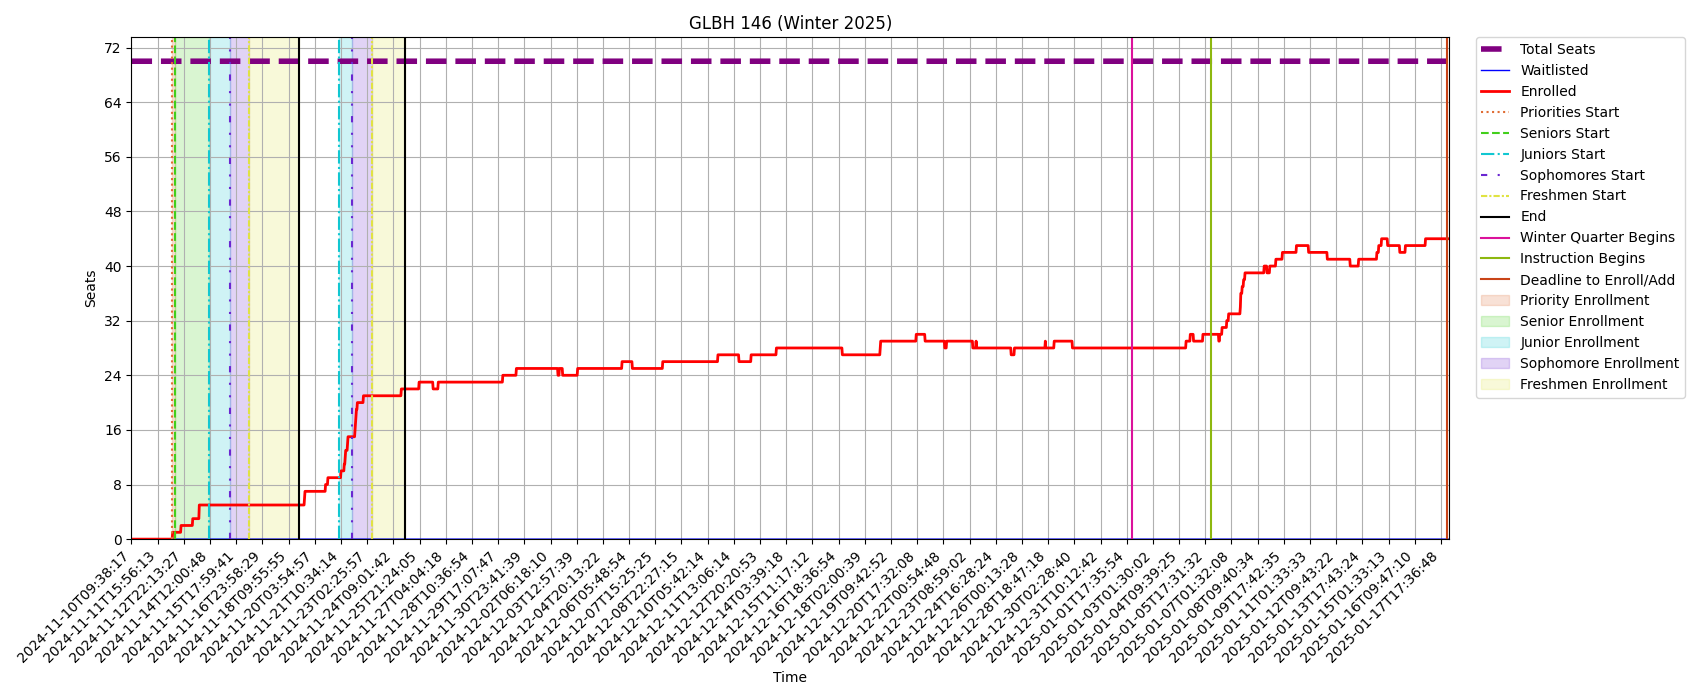 GLBH 146 (Winter 2025)
Seats
72
64
56
48
40
32
24
16
8
0
2024-11-10T09:38:17
2024-11-11T15:56:13
2024-11-12T22:13:27
2024-11-14T12:00:48
2024-11-15T17:59:41
2024-11-16T23:58:29
2024-11-18T09:55:55
2024-11-20T03:54:57
2024-11-21T10:34:14
2024-11-23T02:25:57
2024-11-24T09:01:42
2024-11-25T21:24:05
2024-11-27T04:04:18
2024-11-28T10:36:54
2024-11-29T17:07:47
2024-11-30T23:41:39
2024-12-02T06:18:10
2024-12-03T12:57:39
2024-12-04T20:13:22
2024-12-06T05:48:54
2024-12-07T15:25:25
2024-12-08T22:27:15
2024-12-10T05:42:14
2024-12-11T13:06:14
2024-12-12T20:20:53
2024-12-14T03:39:18
2024-12-15T11:17:12
2024-12-16T18:36:54
2024-12-18T02:00:39
2024-12-19T09:42:52
2024-12-20T17:32:08
2024-12-22T00:54:48
2024-12-23T08:59:02
2024-12-24T16:28:24
2024-12-26T00:13:28
2024-12-28T18:47:18
2024-12-30T02:28:40
2024-12-31T10:12:42
2025-01-01T17:35:54
2025-01-03T01:30:02
2025-01-04T09:39:25
2025-01-05T17:31:32
2025-01-07T01:32:08
2025-01-08T09:40:34
2025-01-09T17:42:35
2025-01-11T01:33:33
2025-01-12T09:43:22
2025-01-13T17:43:24
2025-01-15T01:33:13
2025-01-16T09:47:10
2025-01-17T17:36:48
Time
Total Seats
Waitlisted
Enrolled
Priorities Start
Seniors Start
Juniors Start
Sophomores Start
Freshmen Start
End
Winter Quarter Begins
Instruction Begins
Deadline to Enroll/Add
Priority Enrollment
Senior Enrollment
Junior Enrollment
Sophomore Enrollment
Freshmen Enrollment